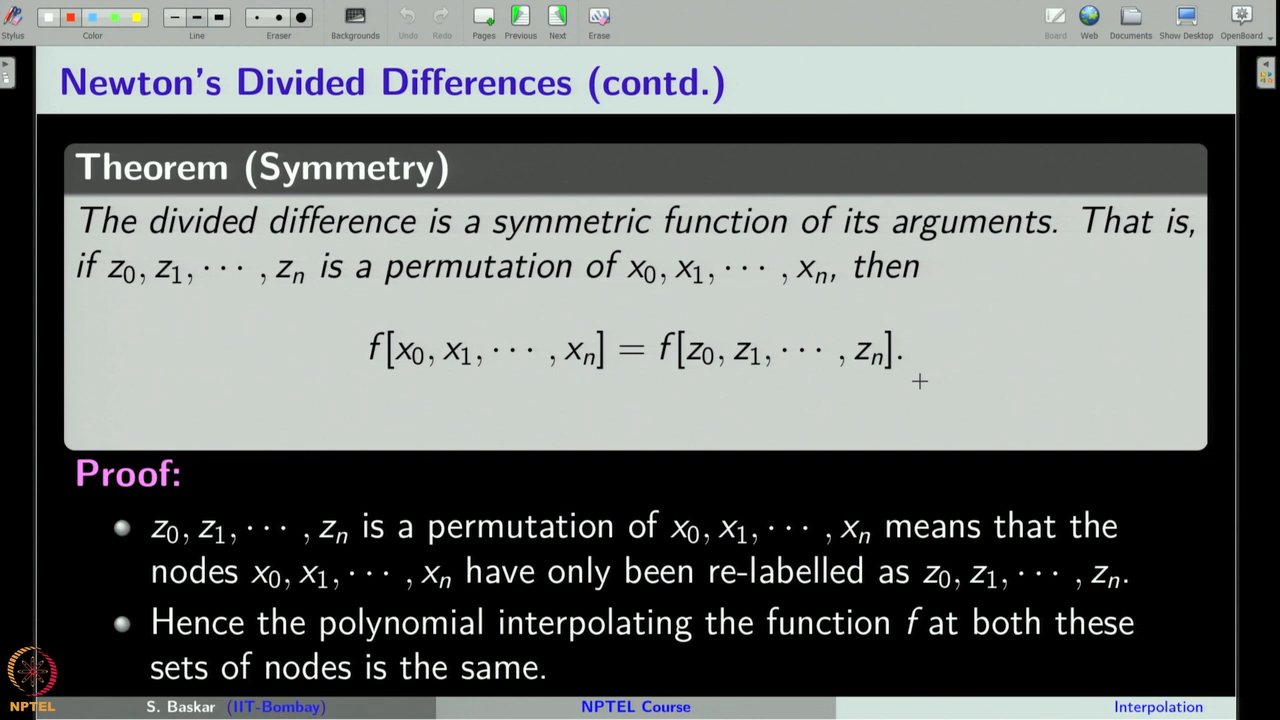 Stylus Color Line Eraser Backgrounds Undo Redo Pages Previous Next Erase Board Web Documents Show Desktop OpenBoard
Newton's Divided Differences (contd.)
Theorem (Symmetry)
The divided difference is a symmetric function of its arguments. That is,
if z₀, z₁, ··· , zₙ is a permutation of x₀, x₁, ··· , xₙ, then
f[x₀, x₁, ··· , xₙ] = f[z₀, z₁, ··· , zₙ].
Proof:
z₀, z₁, ··· , zₙ is a permutation of x₀, x₁, ··· , xₙ means that the
nodes x₀, x₁, ··· , xₙ have only been re-labelled as z₀, z₁, ··· , zₙ.
Hence the polynomial interpolating the function f at both these
sets of nodes is the same.
NPTEL
S. Baskar (IIT-Bombay) NPTEL Course Interpolation